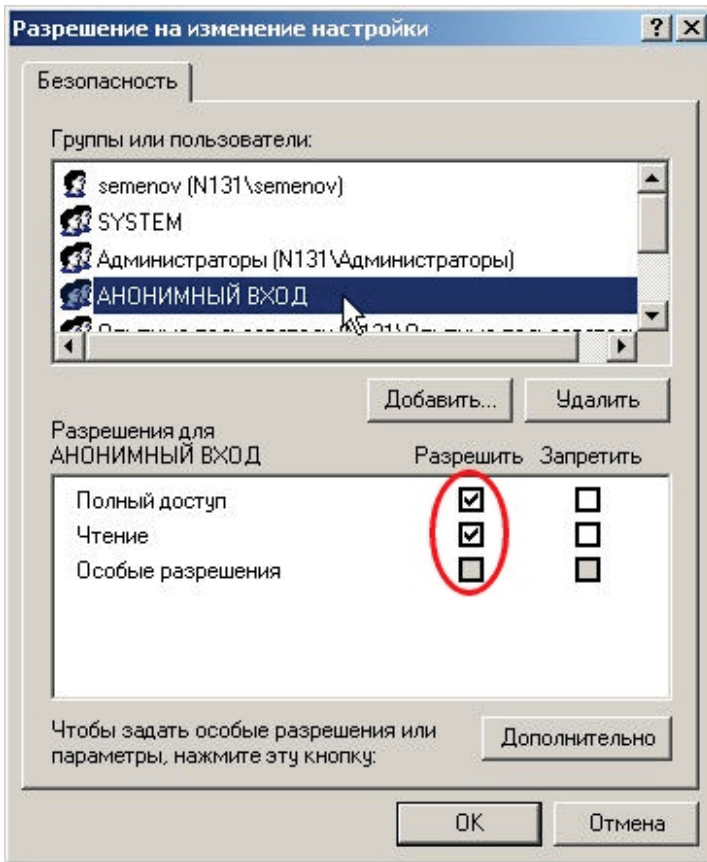 Разрешение на изменение настройки
Безопасность
Группы или пользователи:
semenov (N131\semenov)
SYSTEM
Администраторы (N131\Администраторы)
АНОНИМНЫЙ ВХОД
Добавить... Удалить
Разрешения для
АНОНИМНЫЙ ВХОД Разрешить Запретить
Полный доступ
Чтение
Особые разрешения
Чтобы задать особые разрешения или
параметры, нажмите эту кнопку: Дополнительно
OK Отмена